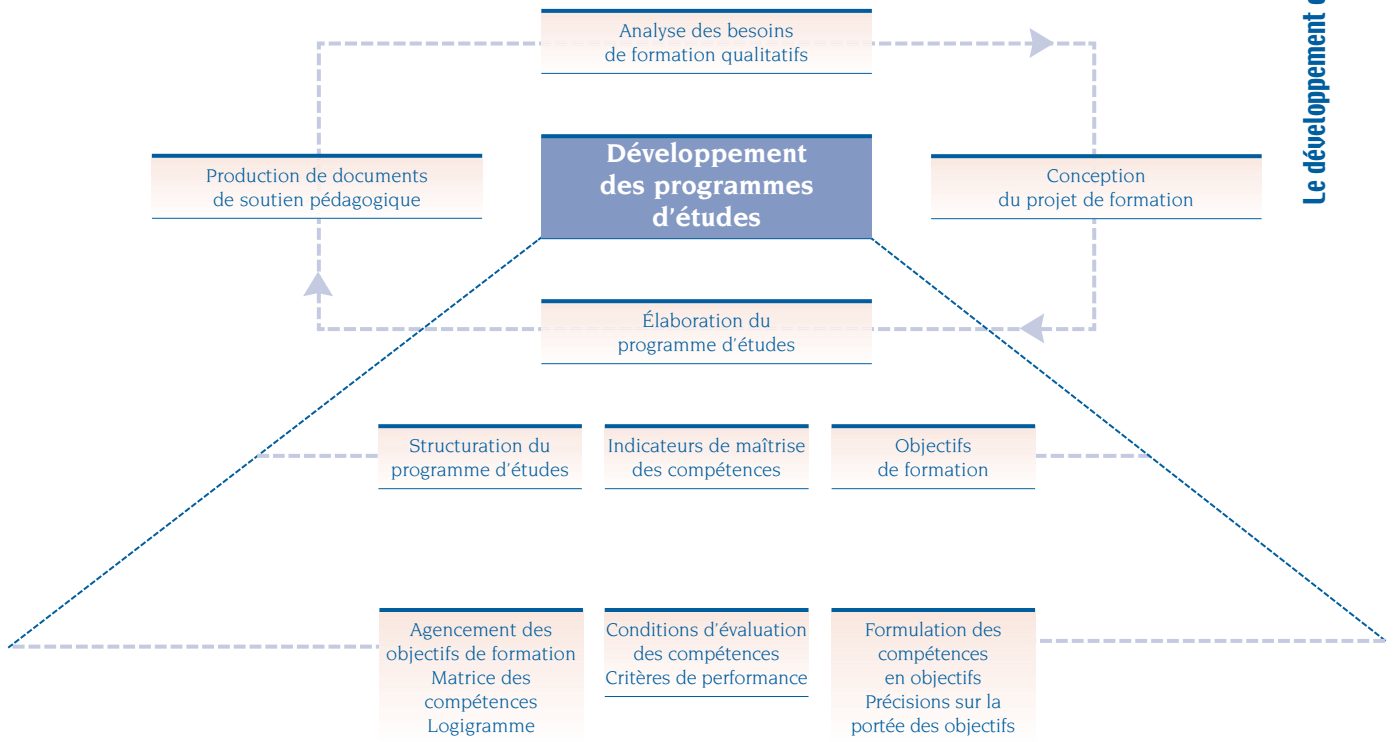 Analyse des besoins
de formation qualitatifs
Le développement
Production de documents
de soutien pédagogique
Développement
des programmes
d'études
Conception
du projet de formation
Élaboration du
programme d'études
Structuration du
programme d'études
Indicateurs de maîtrise
des compétences
Objectifs
de formation
Agencement des
objectifs de formation
Matrice des
compétences
Logigramme
Conditions d'évaluation
des compétences
Critères de performance
Formulation des
compétences
en objectifs
Précisions sur la
portée des objectifs